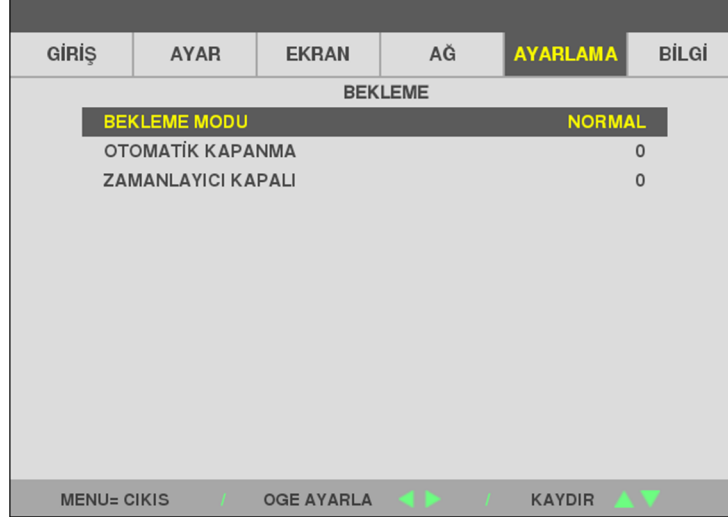 GİRİŞ AYAR EKRAN AĞ AYARLAMA BİLGİ
BEKLEME
BEKLEME MODU NORMAL
OTOMATİK KAPANMA 0
ZAMANLAYICI KAPALI 0
MENU= CIKIS / OGE AYARLA / KAYDIR